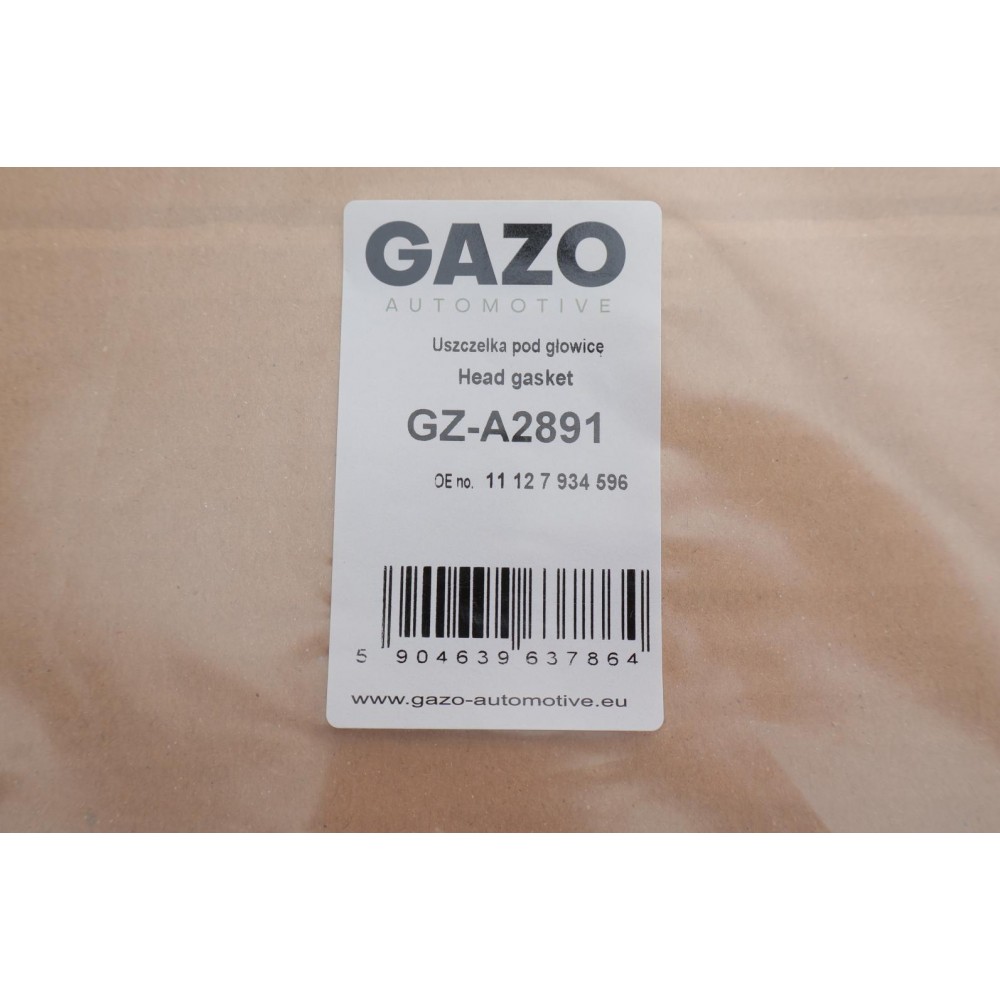 GAZO
AUTOMOTIVE
Uszczelka pod głowicę
Head gasket
GZ-A2891
OE no. 11 12 7 934 596
5 904639 637864
www.gazo-automotive.eu